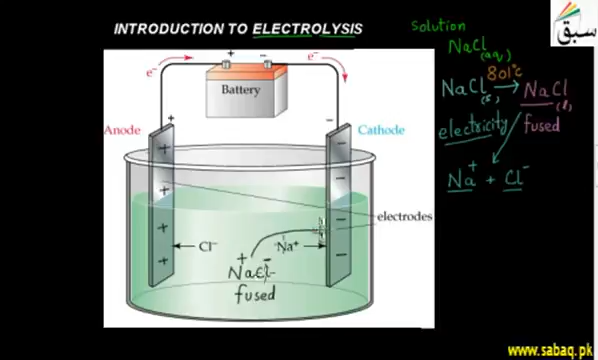 INTRODUCTION TO ELECTROLYSIS
solution
NaCl(aq)
سبق
801°C
NaCl(s) → NaCl(l)
electricity fused
Na⁺ + Cl⁻
+ −
e⁻ e⁻
Battery
+ −
Anode Cathode
+ −
+ −
electrodes
+ −
Cl⁻ Na⁺
+ −
+ −
NaCl
fused
www.sabaq.pk